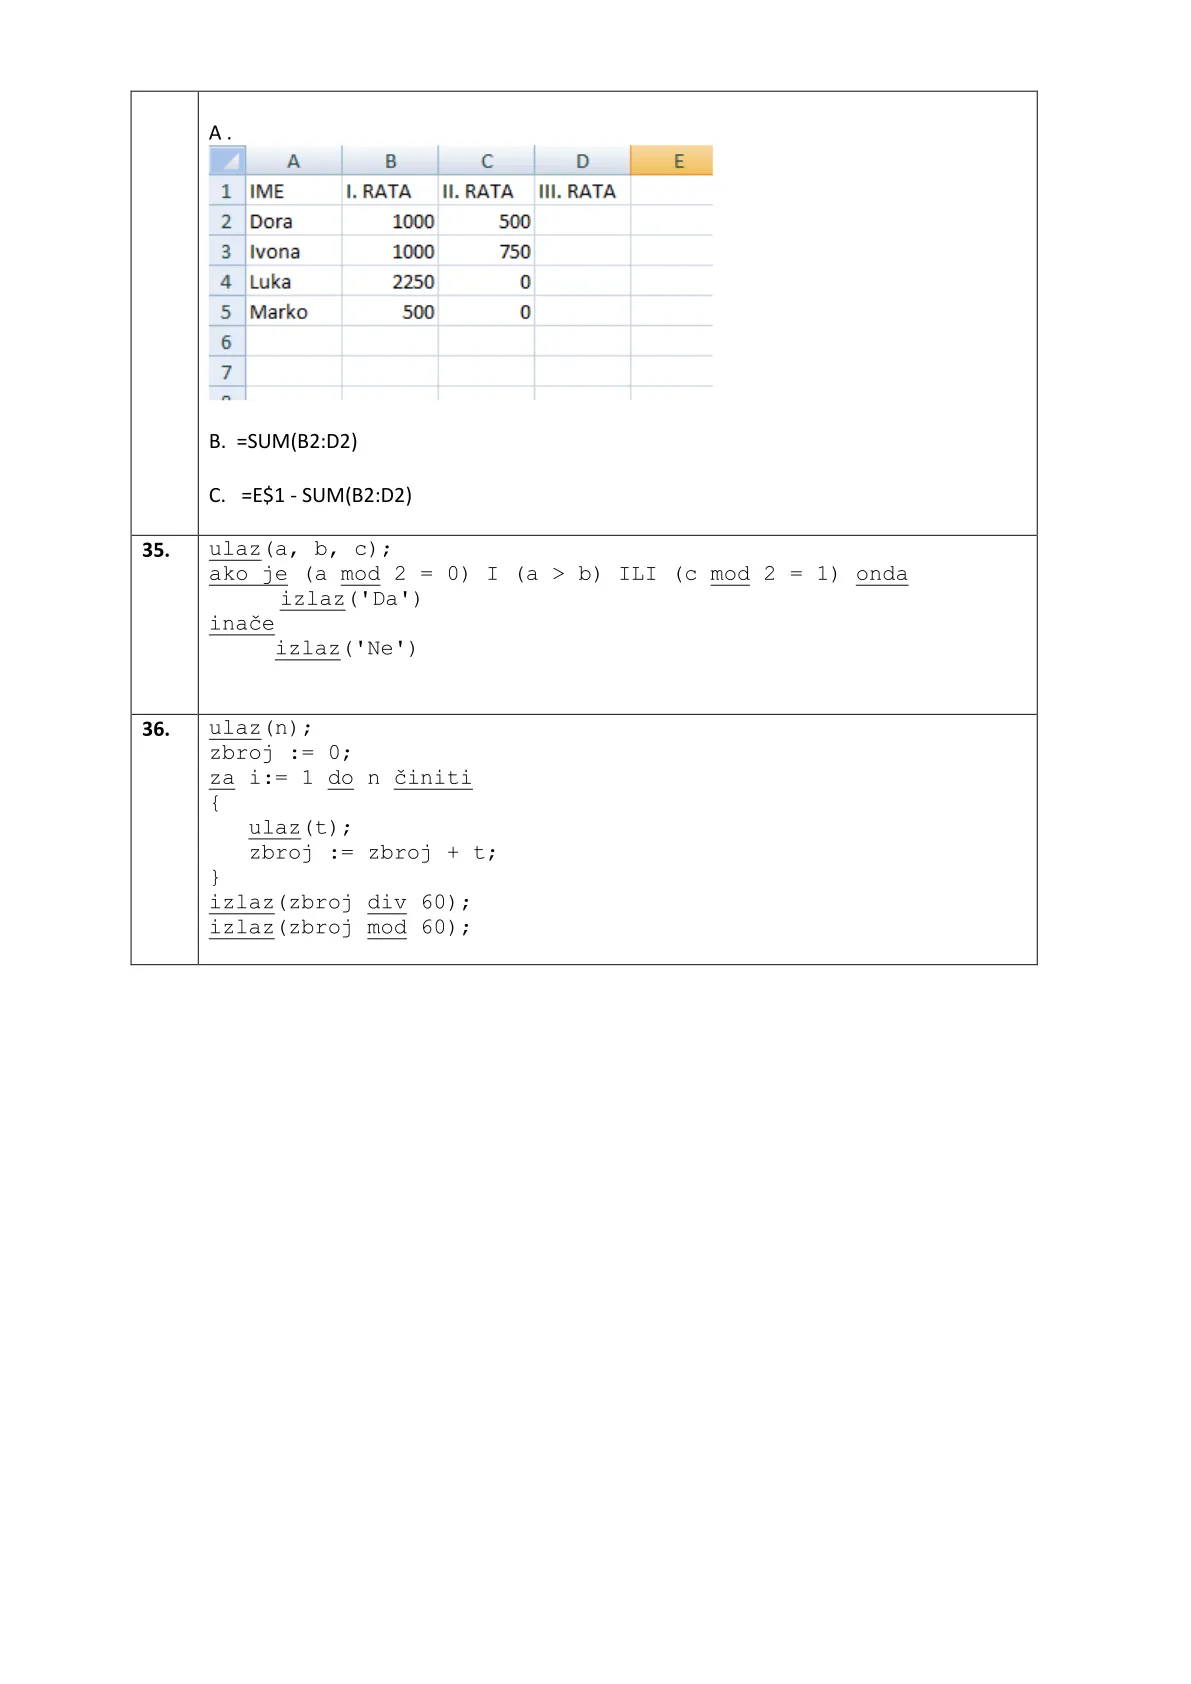 A .
A B C D E
1 IME I. RATA II. RATA III. RATA
2 Dora 1000 500
3 Ivona 1000 750
4 Luka 2250 0
5 Marko 500 0
6
7
B. =SUM(B2:D2)
C. =E$1 - SUM(B2:D2)
35. ulaz(a, b, c);
ako je (a mod 2 = 0) I (a > b) ILI (c mod 2 = 1) onda
izlaz('Da')
inače
izlaz('Ne')
36. ulaz(n);
zbroj := 0;
za i:= 1 do n činiti
{
ulaz(t);
zbroj := zbroj + t;
}
izlaz(zbroj div 60);
izlaz(zbroj mod 60);